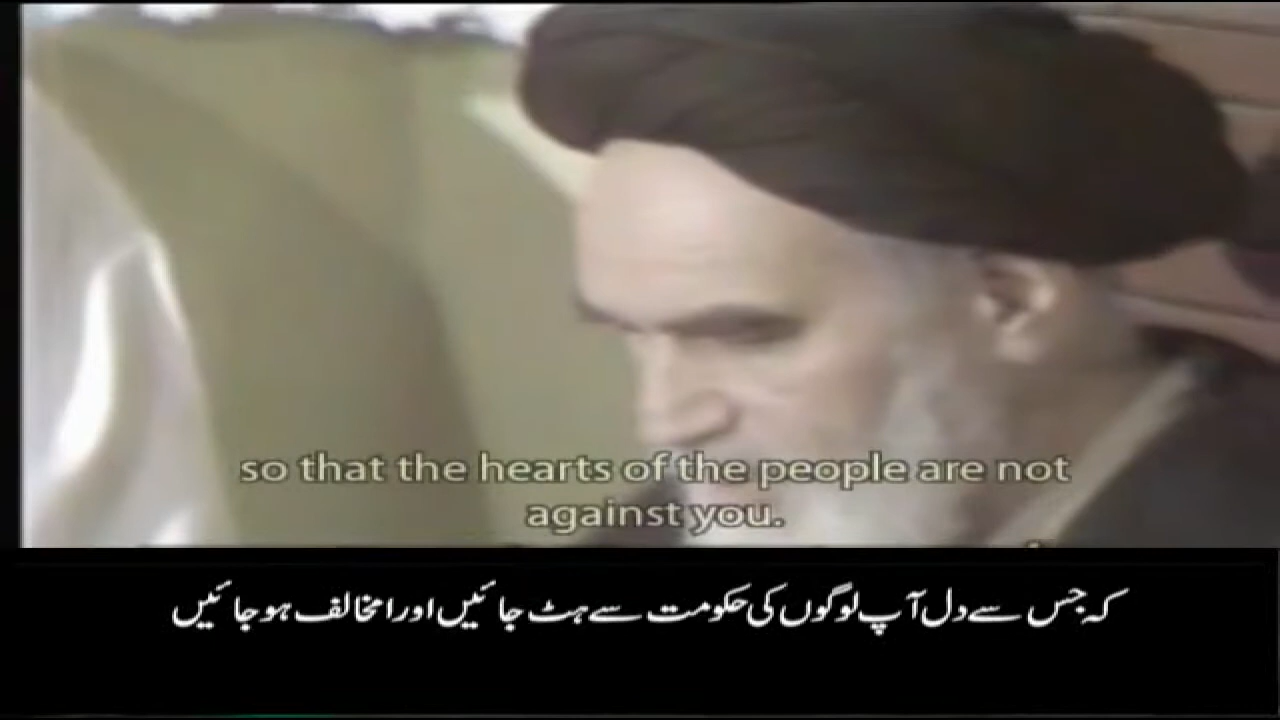 so that the hearts of the people are not
against you.
کہ جس سے دل آپ لوگوں کی حکومت سے ہٹ جائیں اور امخالف ہو جائیں